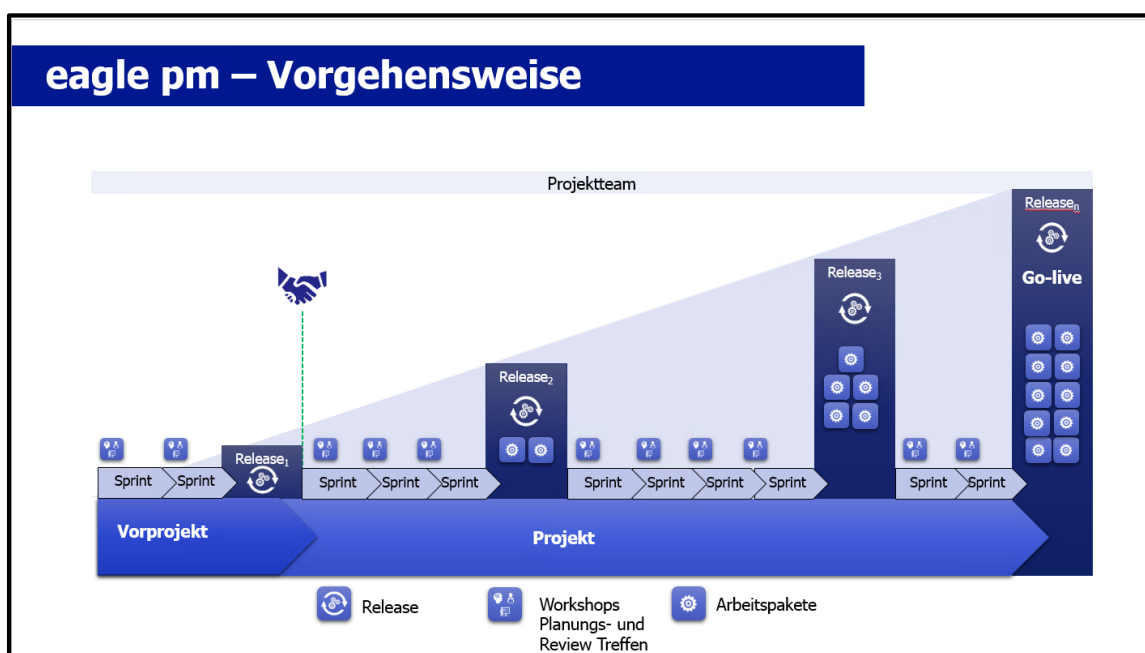 eagle pm – Vorgehensweise
Projektteam
Releaseₙ
Go-live
Release₃
Release₂
Release₁
Sprint Sprint Sprint Sprint Sprint Sprint Sprint Sprint Sprint Sprint Sprint
Vorprojekt
Projekt
Release
Workshops
Planungs- und
Review Treffen
Arbeitspakete